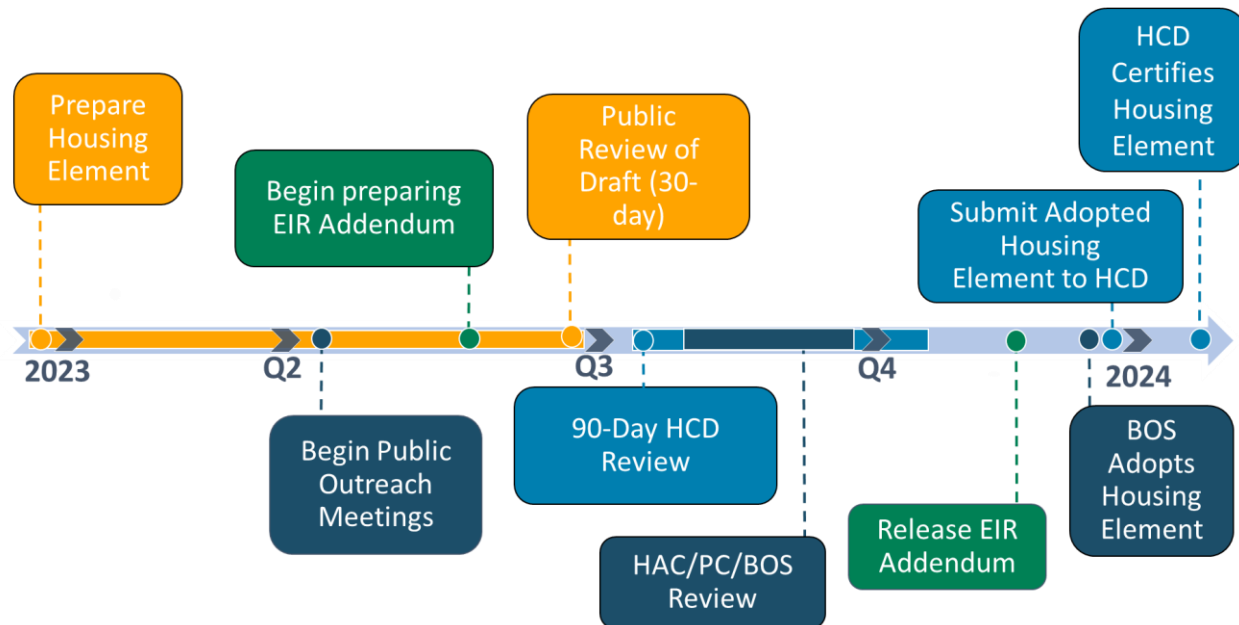 Prepare
Housing
Element
Begin preparing
EIR Addendum
Public
Review of
Draft (30-
day)
HCD
Certifies
Housing
Element
Submit Adopted
Housing
Element to HCD
2023
Q2
Q3
Q4
2024
Begin Public
Outreach
Meetings
90-Day HCD
Review
HAC/PC/BOS
Review
Release EIR
Addendum
BOS
Adopts
Housing
Element